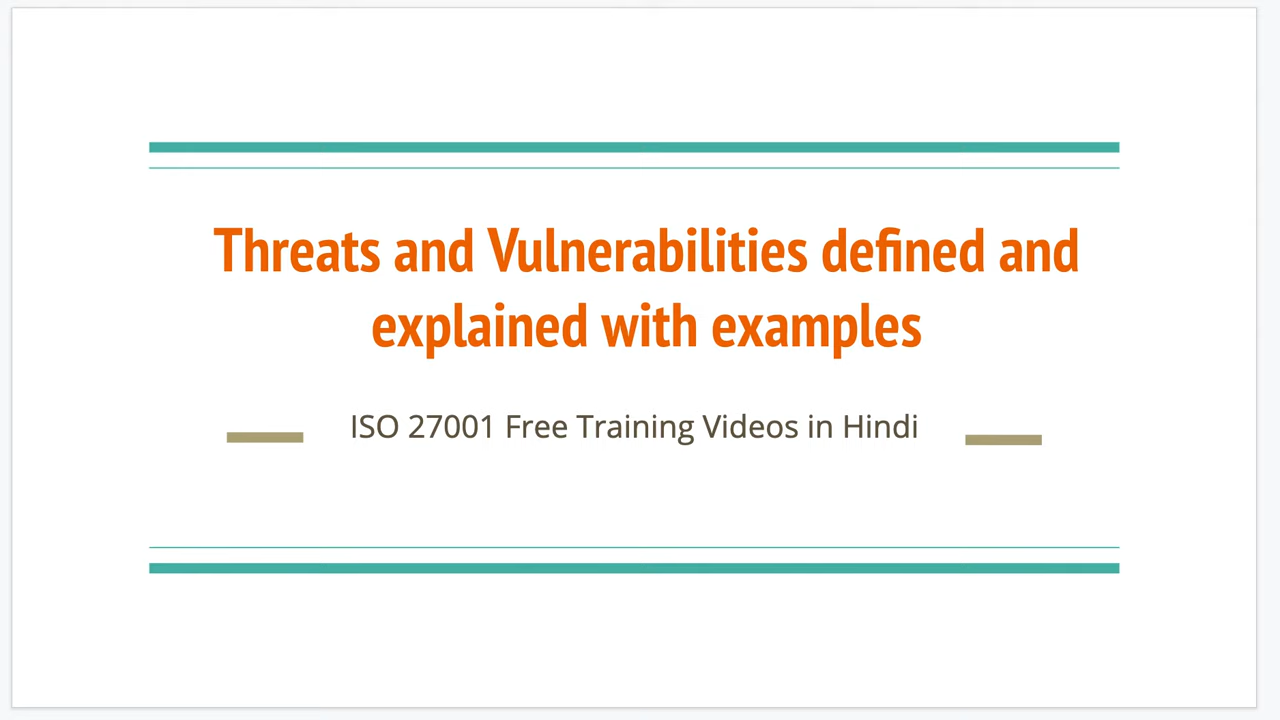 Threats and Vulnerabilities defined and
explained with examples
ISO 27001 Free Training Videos in Hindi